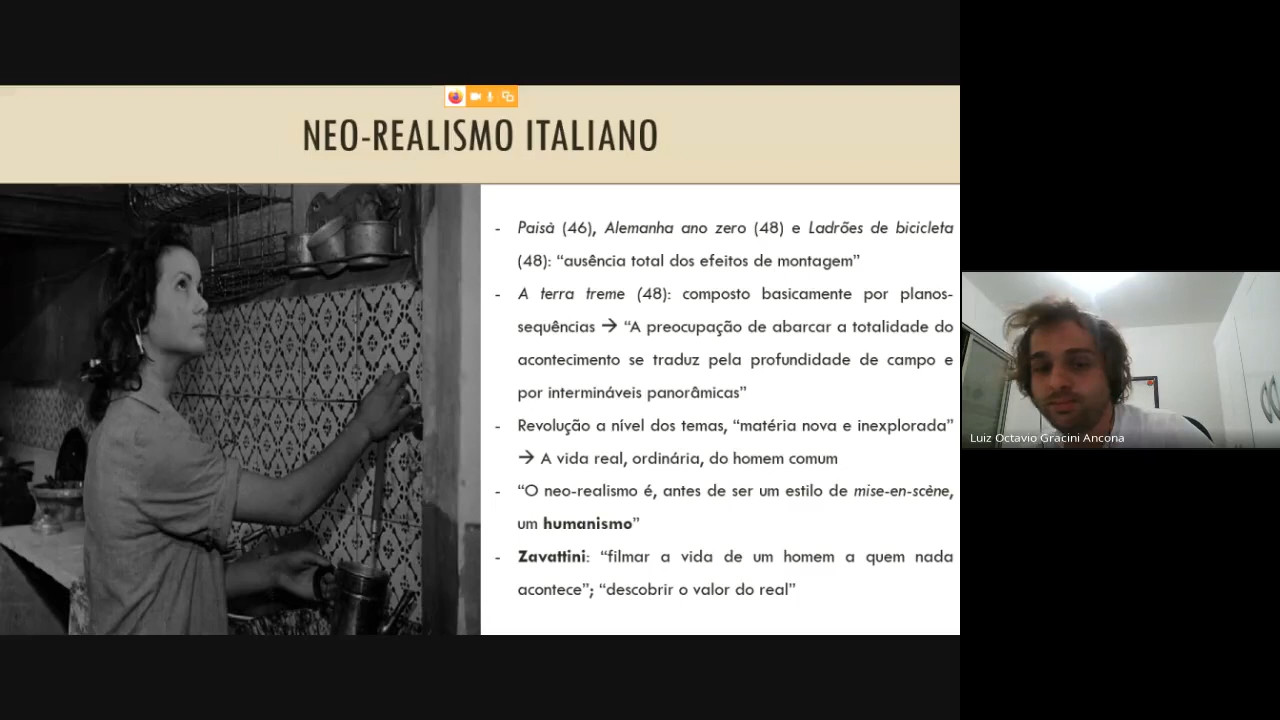 NEO-REALISMO ITALIANO
- Paisà (46), Alemanha ano zero (48) e Ladrões de bicicleta
(48): “ausência total dos efeitos de montagem”
- A terra treme (48): composto basicamente por planos-
sequências → “A preocupação de abarcar a totalidade do
acontecimento se traduz pela profundidade de campo e
por intermináveis panorâmicas”
- Revolução a nível dos temas, “matéria nova e inexplorada”
→ A vida real, ordinária, do homem comum
- “O neo-realismo é, antes de ser um estilo de mise-en-scène,
um humanismo”
- Zavattini: “filmar a vida de um homem a quem nada
acontece”; “descobrir o valor do real”
Luiz Octavio Gracini Ancona